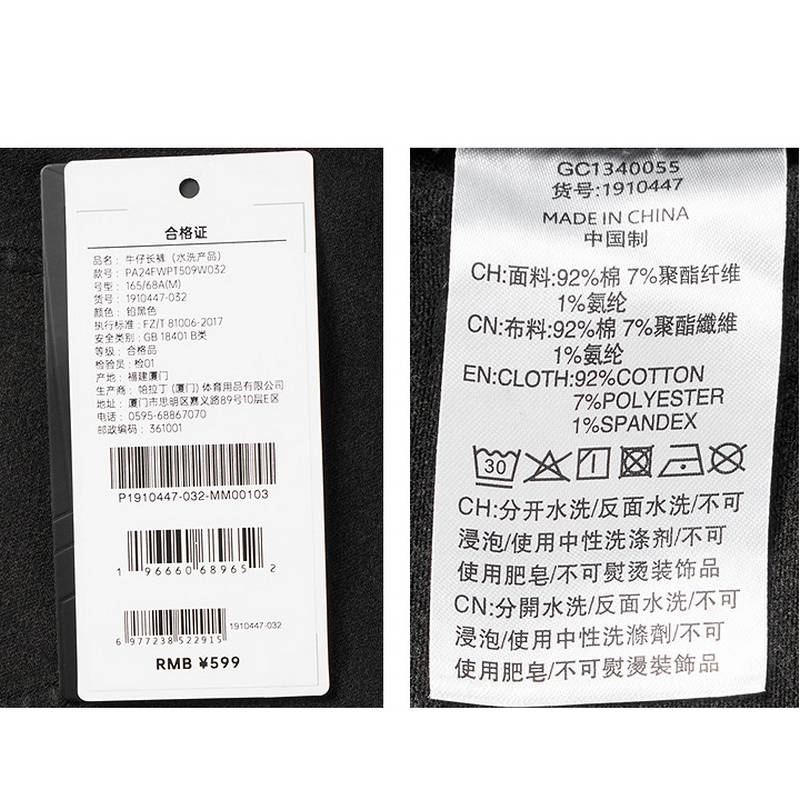 合格证
品名：牛仔长裤（水洗产品）
款号：PA24FWPT509W032
号型：165/68A(M)
货号：1910447-032
颜色：铅黑色
执行标准：FZ/T 81006-2017
安全类别：GB 18401 B类
等级：合格品
检验员：检01
产地：福建厦门
生产商：帕拉丁（厦门）体育用品有限公司
地址：厦门市思明区嘉义路89号10层E区
电话：0595-68867070
邮政编码：361001
P1910447-032-MM00103
1 96660 68965 2
1910447-032
6 977238 522915
RMB ¥599
GC1340055
货号:1910447
MADE IN CHINA
中国制
CH:面料:92%棉 7%聚酯纤维
1%氨纶
CN:布料:92%棉 7%聚酯纖維
1%氨纶
EN:CLOTH:92%COTTON
7%POLYESTER
1%SPANDEX
30
CH:分开水洗/反面水洗/不可
浸泡/使用中性洗涤剂/不可
使用肥皂/不可熨烫装饰品
CN:分開水洗/反面水洗/不可
浸泡/使用中性洗滌劑/不可
使用肥皂/不可熨燙裝飾品